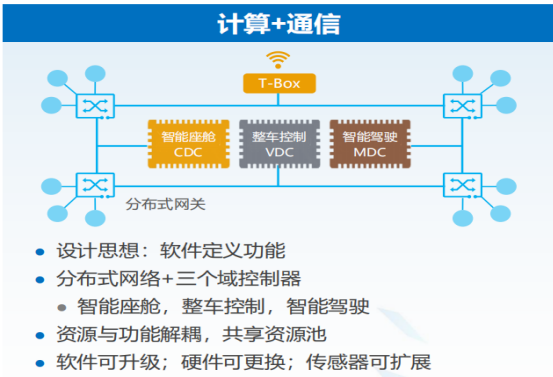 计算+通信
T-Box
智能座舱
CDC
整车控制
VDC
智能驾驶
MDC
分布式网关
设计思想：软件定义功能
分布式网络+三个域控制器
智能座舱，整车控制，智能驾驶
资源与功能解耦，共享资源池
软件可升级；硬件可更换；传感器可扩展